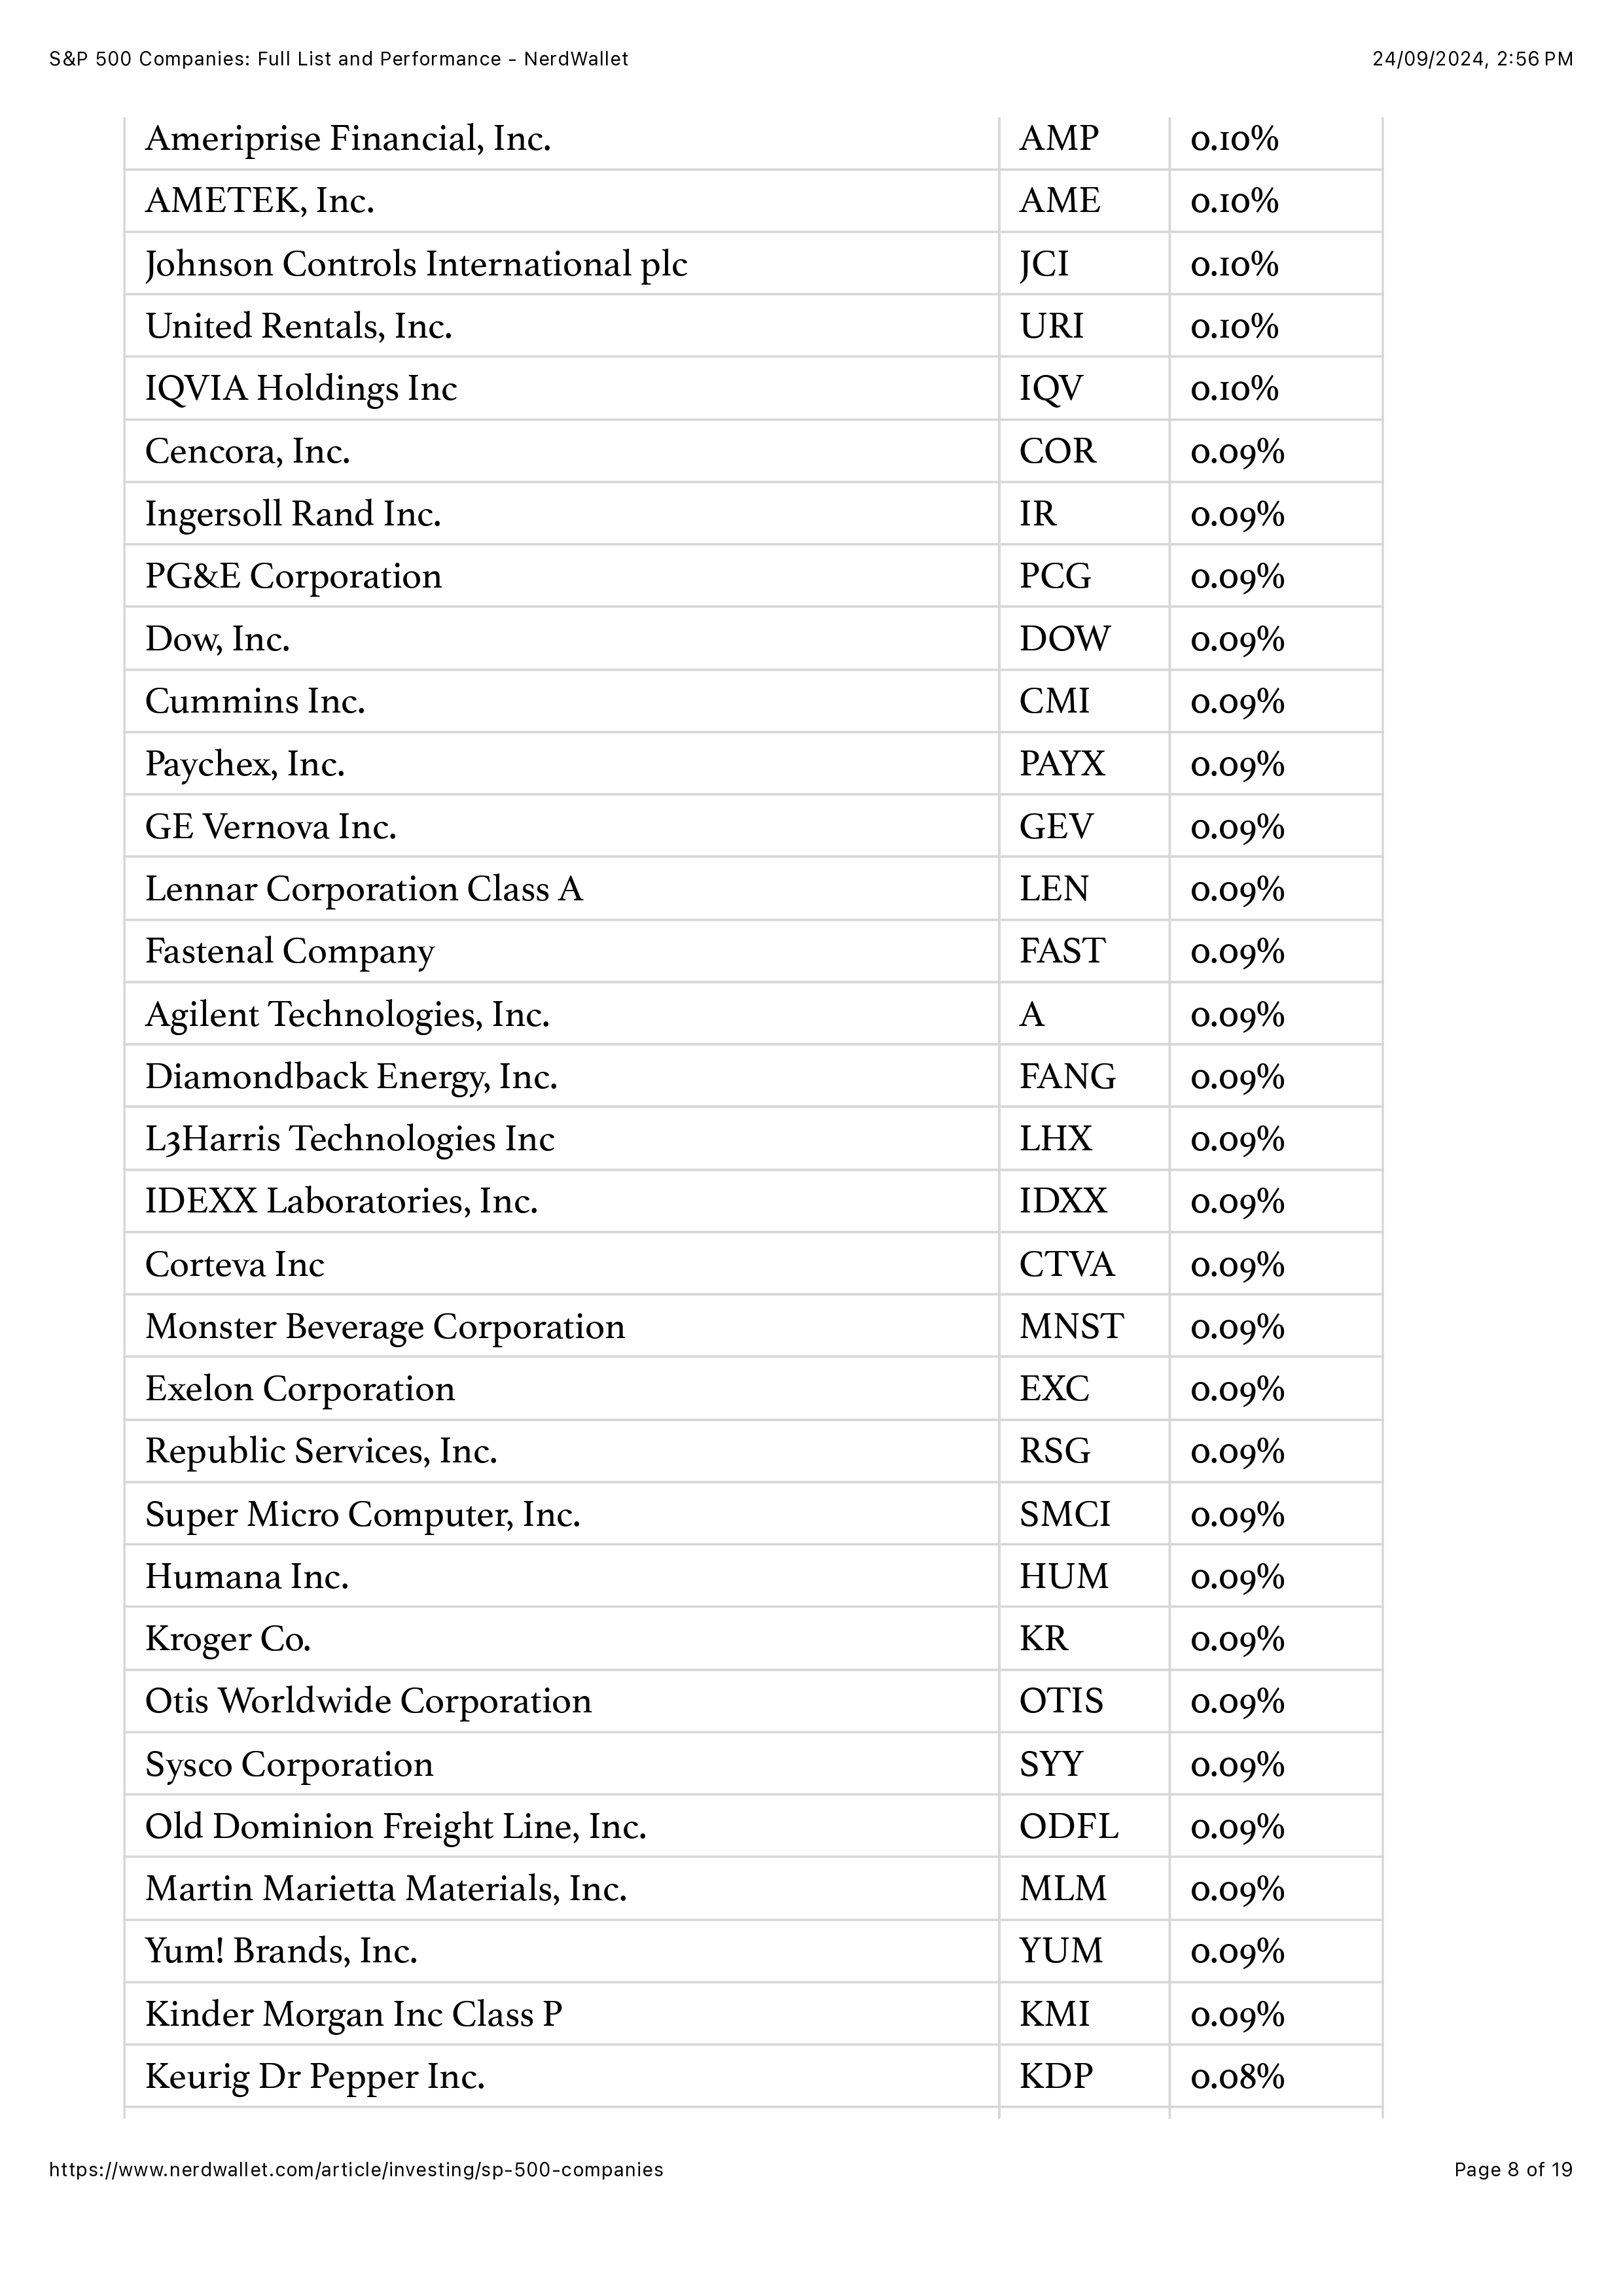 S&P 500 Companies: Full List and Performance - NerdWallet 24/09/2024, 2:56 PM
Ameriprise Financial, Inc. AMP 0.10%
AMETEK, Inc. AME 0.10%
Johnson Controls International plc JCI 0.10%
United Rentals, Inc. URI 0.10%
IQVIA Holdings Inc IQV 0.10%
Cencora, Inc. COR 0.09%
Ingersoll Rand Inc. IR 0.09%
PG&E Corporation PCG 0.09%
Dow, Inc. DOW 0.09%
Cummins Inc. CMI 0.09%
Paychex, Inc. PAYX 0.09%
GE Vernova Inc. GEV 0.09%
Lennar Corporation Class A LEN 0.09%
Fastenal Company FAST 0.09%
Agilent Technologies, Inc. A 0.09%
Diamondback Energy, Inc. FANG 0.09%
L3Harris Technologies Inc LHX 0.09%
IDEXX Laboratories, Inc. IDXX 0.09%
Corteva Inc CTVA 0.09%
Monster Beverage Corporation MNST 0.09%
Exelon Corporation EXC 0.09%
Republic Services, Inc. RSG 0.09%
Super Micro Computer, Inc. SMCI 0.09%
Humana Inc. HUM 0.09%
Kroger Co. KR 0.09%
Otis Worldwide Corporation OTIS 0.09%
Sysco Corporation SYY 0.09%
Old Dominion Freight Line, Inc. ODFL 0.09%
Martin Marietta Materials, Inc. MLM 0.09%
Yum! Brands, Inc. YUM 0.09%
Kinder Morgan Inc Class P KMI 0.09%
Keurig Dr Pepper Inc. KDP 0.08%
https://www.nerdwallet.com/article/investing/sp-500-companies Page 8 of 19